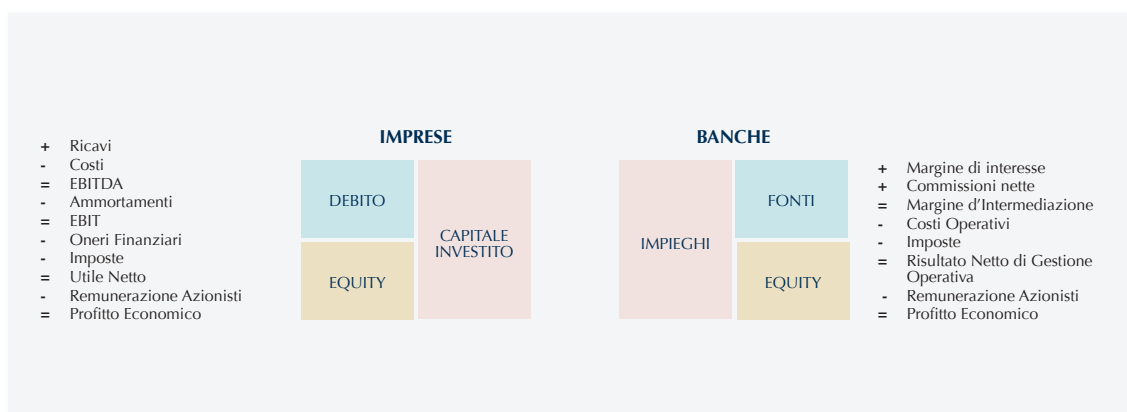 IMPRESE
+ Ricavi
- Costi
= EBITDA
- Ammortamenti
= EBIT
- Oneri Finanziari
- Imposte
= Utile Netto
- Remunerazione Azionisti
= Profitto Economico
DEBITO
EQUITY
CAPITALE
INVESTITO
BANCHE
IMPIEGHI
FONTI
EQUITY
+ Margine di interesse
+ Commissioni nette
= Margine d'Intermediazione
- Costi Operativi
- Imposte
= Risultato Netto di Gestione
Operativa
- Remunerazione Azionisti
= Profitto Economico